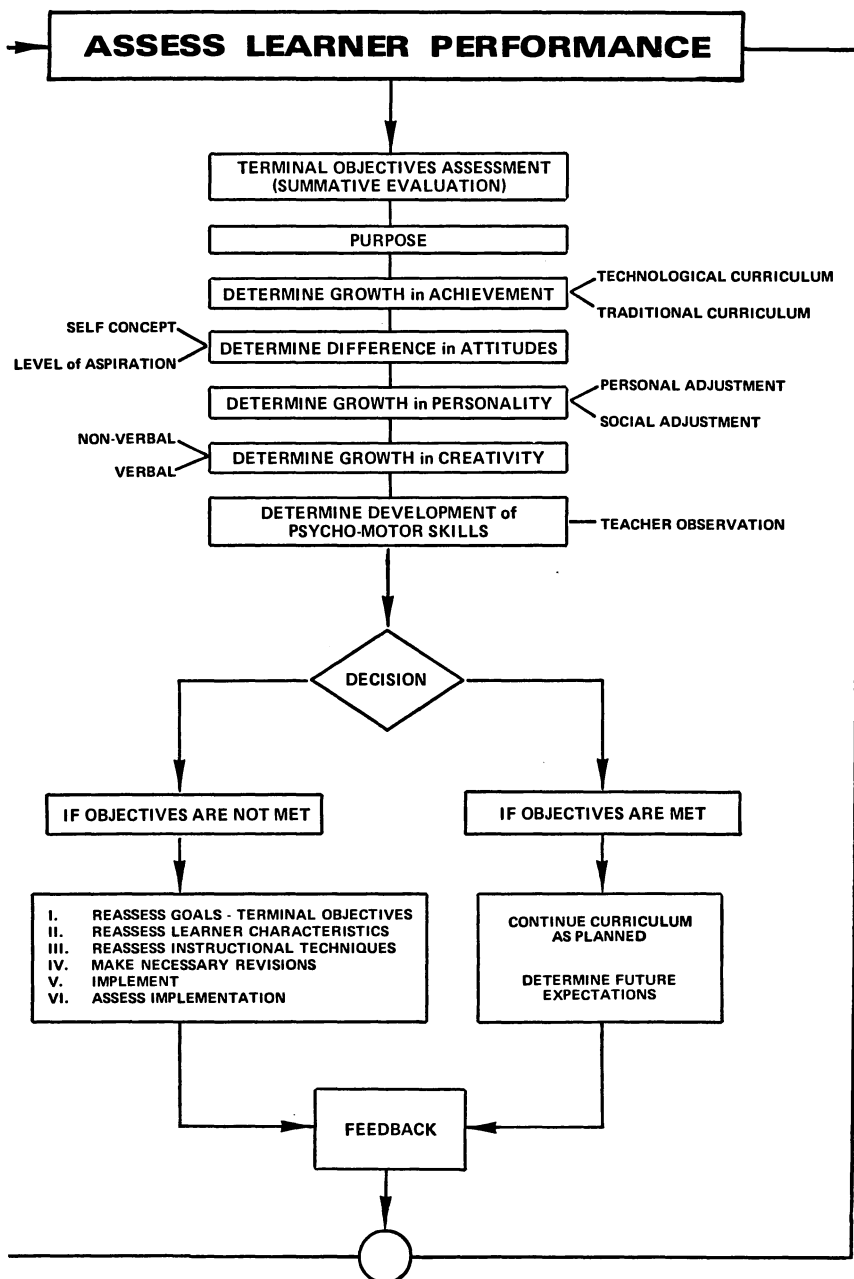 ASSESS LEARNER PERFORMANCE
TERMINAL OBJECTIVES ASSESSMENT
(SUMMATIVE EVALUATION)
PURPOSE
DETERMINE GROWTH in ACHIEVEMENT
TECHNOLOGICAL CURRICULUM
TRADITIONAL CURRICULUM
SELF CONCEPT
LEVEL of ASPIRATION
DETERMINE DIFFERENCE in ATTITUDES
DETERMINE GROWTH in PERSONALITY
PERSONAL ADJUSTMENT
SOCIAL ADJUSTMENT
NON-VERBAL
VERBAL
DETERMINE GROWTH in CREATIVITY
DETERMINE DEVELOPMENT of
PSYCHO-MOTOR SKILLS
TEACHER OBSERVATION
DECISION
IF OBJECTIVES ARE NOT MET
I. REASSESS GOALS - TERMINAL OBJECTIVES
II. REASSESS LEARNER CHARACTERISTICS
III. REASSESS INSTRUCTIONAL TECHNIQUES
IV. MAKE NECESSARY REVISIONS
V. IMPLEMENT
VI. ASSESS IMPLEMENTATION
IF OBJECTIVES ARE MET
CONTINUE CURRICULUM
AS PLANNED
DETERMINE FUTURE
EXPECTATIONS
FEEDBACK